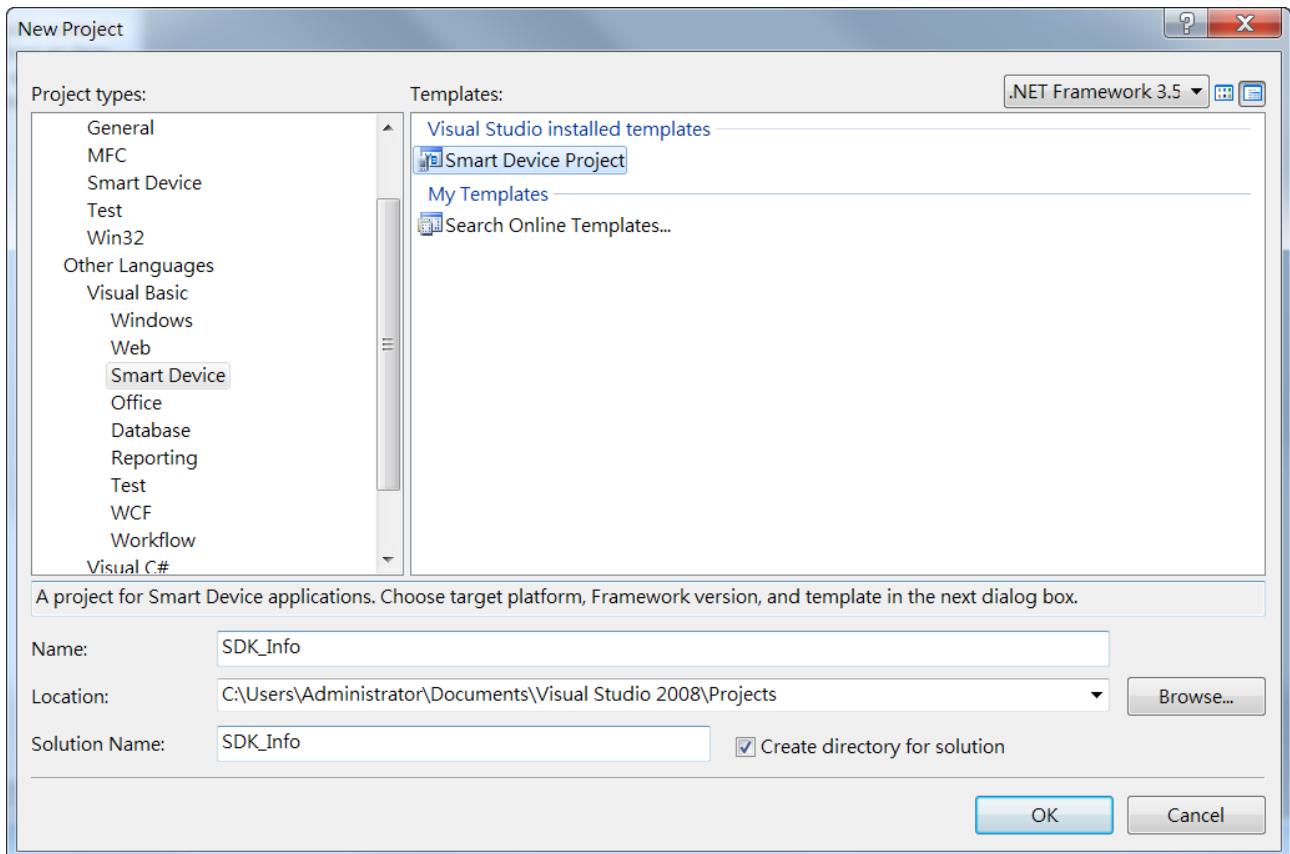 New Project
Project types:
Templates:
.NET Framework 3.5
General
MFC
Smart Device
Test
Win32
Other Languages
Visual Basic
Windows
Web
Smart Device
Office
Database
Reporting
Test
WCF
Workflow
Visual C#
Visual Studio installed templates
Smart Device Project
My Templates
Search Online Templates...
A project for Smart Device applications. Choose target platform, Framework version, and template in the next dialog box.
Name:
SDK_Info
Location:
C:\Users\Administrator\Documents\Visual Studio 2008\Projects
Browse...
Solution Name:
SDK_Info
Create directory for solution
OK
Cancel